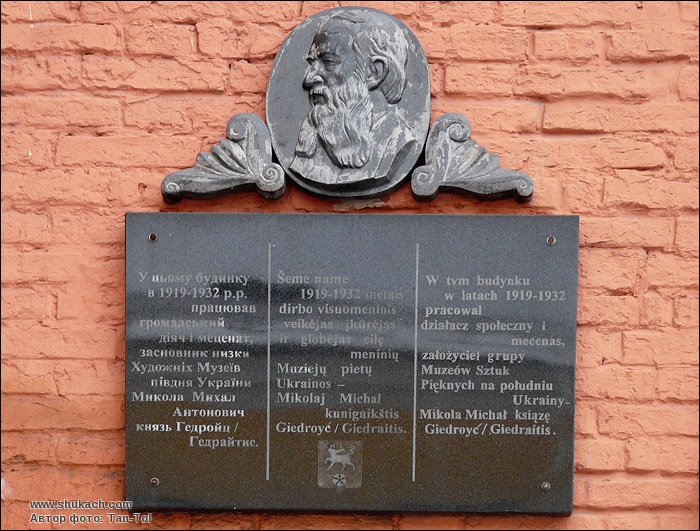 У цьому будинку
в 1919-1932 р.р.
працював
громадський
діяч і меценат,
засновник низки
Художніх Музеїв
півдня України
Микола Михал
Антонович
князь Гедройц /
Гедрайтис.
Šeme name
1919-1932 metais
dirbo visuomeninis
veikėjas įkūrėjas
ir globėjas eilę
meninių
Muziejų pietų
Ukrainos –
Mikolaj Michal
kunigaikštis
Giedroyć / Giedraitis.
W tym budynku
w latach 1919-1932
pracował
działacz społeczny i
mecenas,
założyciel grupy
Muzeów Sztuk
Pięknych na południu
Ukrainy-
Mikoła Michał książę
Giedroyć / Giedraitis.
www.shukach.com
Автор фото: Tan-Tol